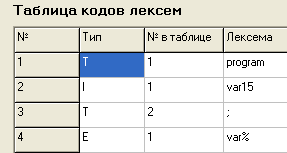 Таблица кодов лексем
№ Тип № в таблице Лексема
1 T 1 program
2 I 1 var15
3 T 2 ;
4 E 1 var%